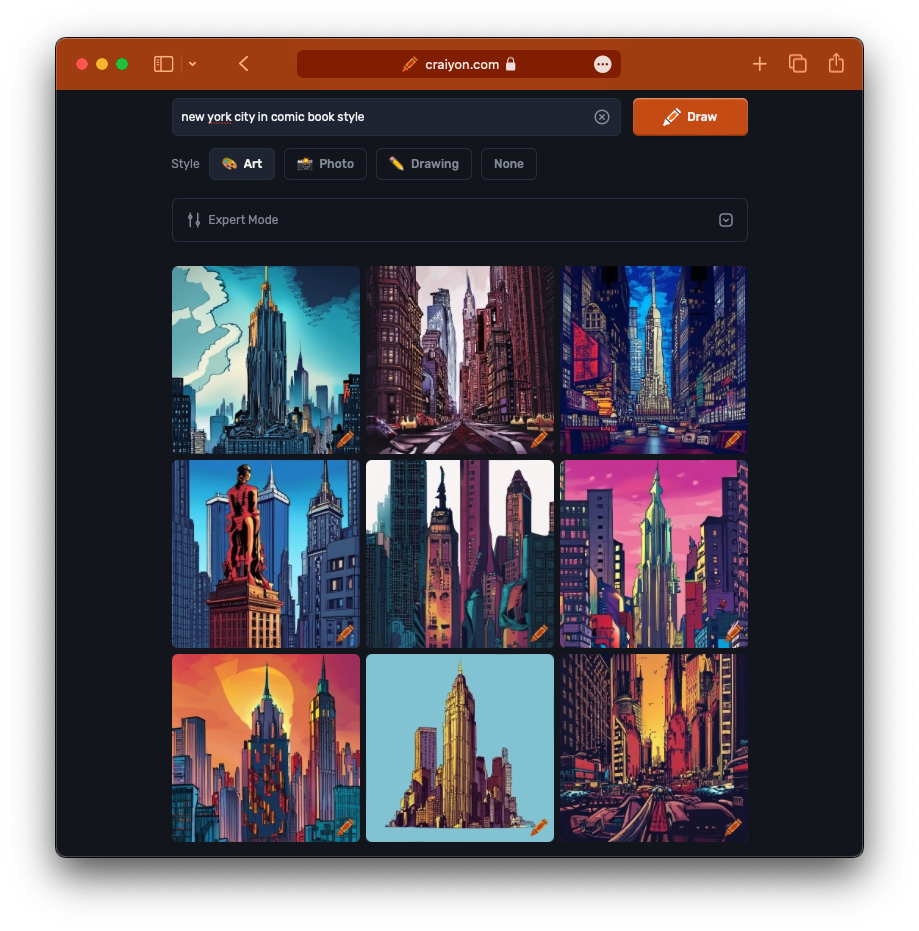 craiyon.com
new york city in comic book style
Draw
Style
Art
Photo
Drawing
None
Expert Mode